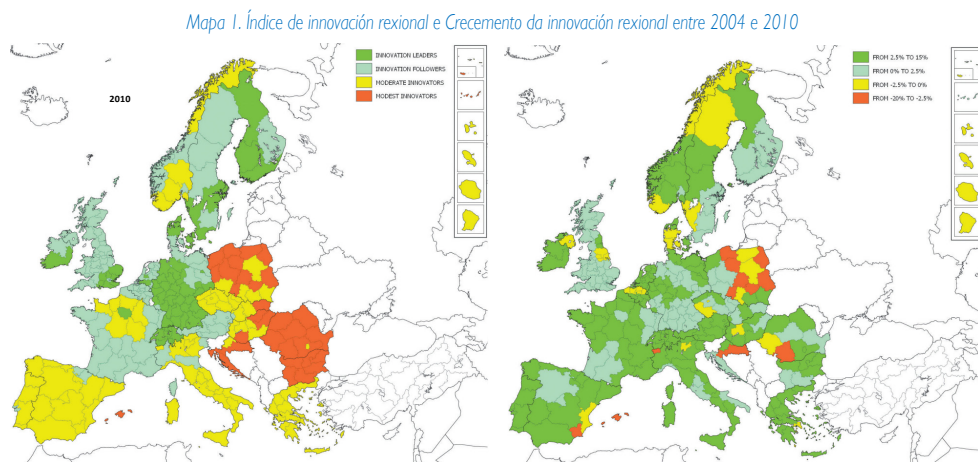 Mapa 1. Índice de innovación rexional e Crecemento da innovación rexional entre 2004 e 2010
2010
INNOVATION LEADERS
INNOVATION FOLLOWERS
MODERATE INNOVATORS
MODEST INNOVATORS
FROM 2.5% TO 15%
FROM 0% TO 2.5%
FROM -2.5% TO 0%
FROM -20% TO -2.5%